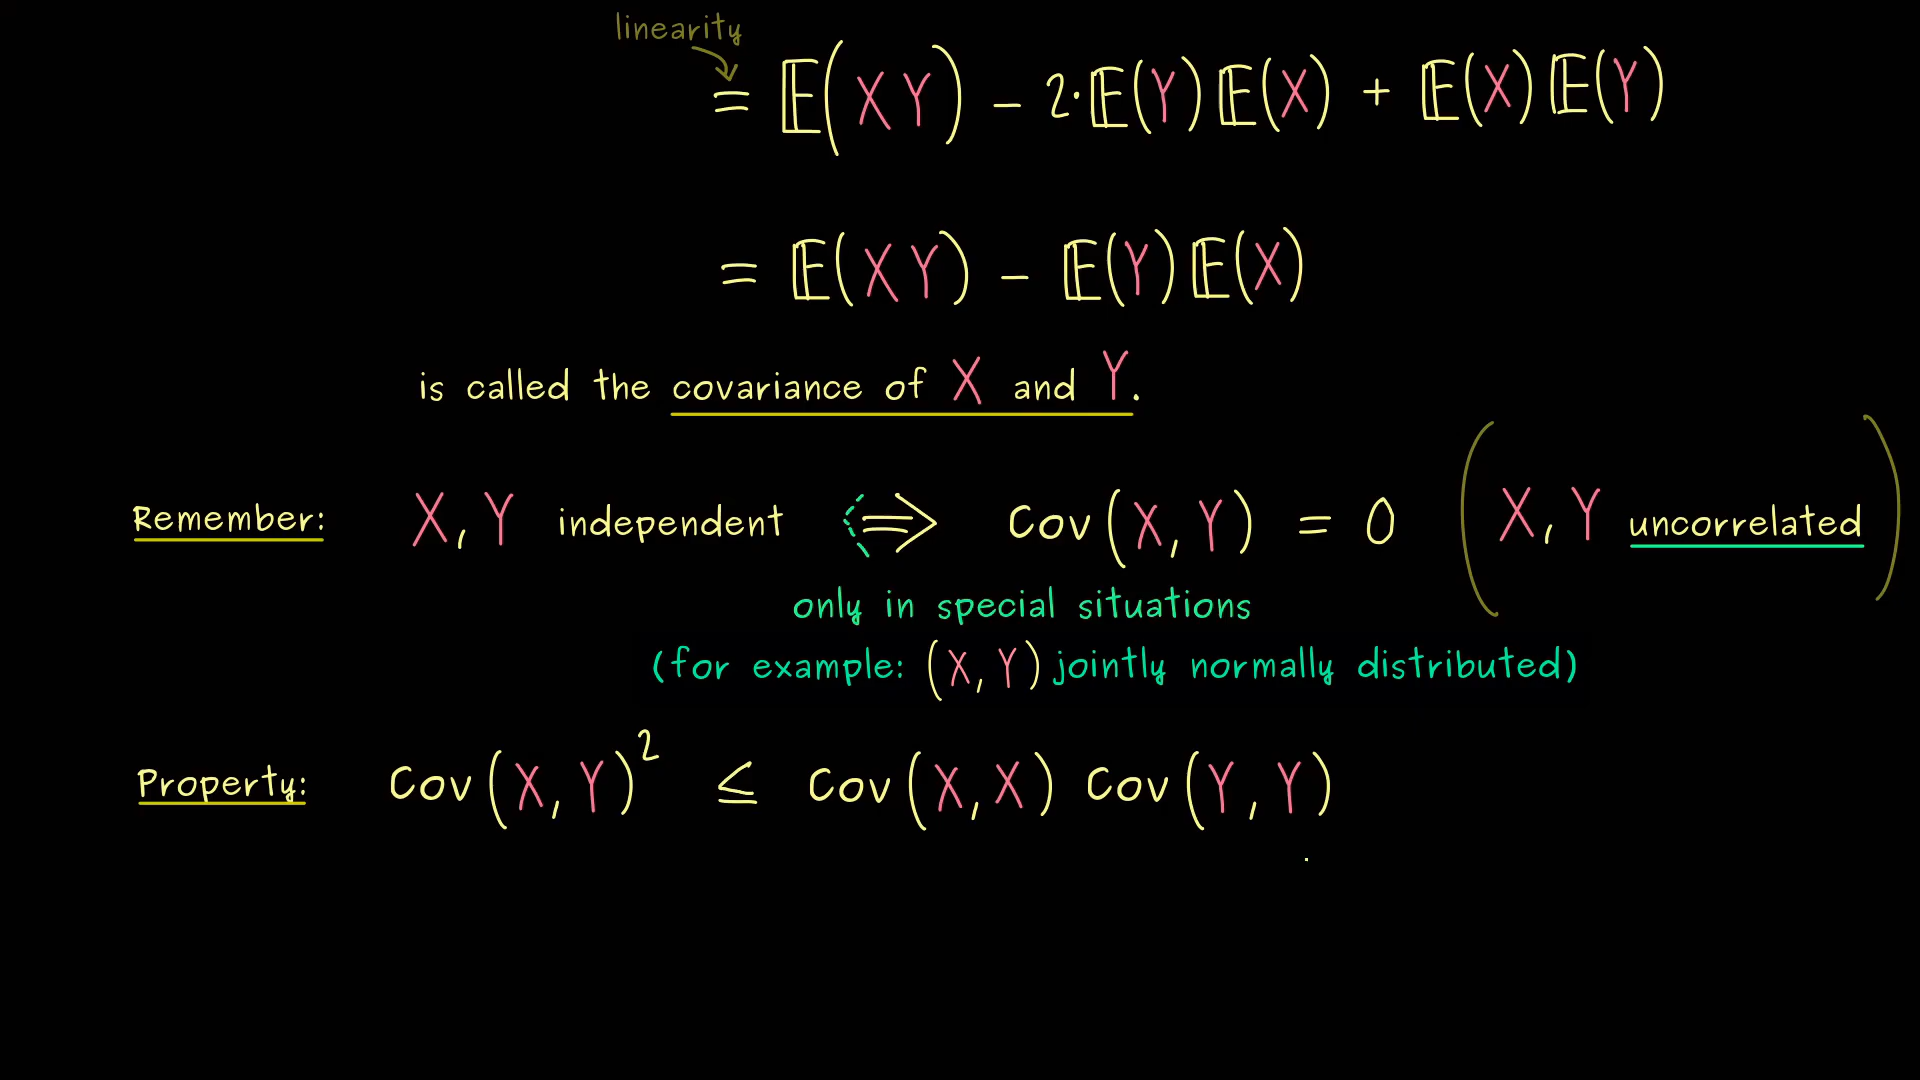 linearity
= 𝔼(XY) − 2·𝔼(Y)𝔼(X) + 𝔼(X)𝔼(Y)
= 𝔼(XY) − 𝔼(Y)𝔼(X)
is called the covariance of X and Y.
Remember: X, Y independent ⟺ Cov(X, Y) = 0 (X, Y uncorrelated)
only in special situations
(for example: (X, Y) jointly normally distributed)
Property: Cov(X, Y)² ≤ Cov(X, X) Cov(Y, Y)